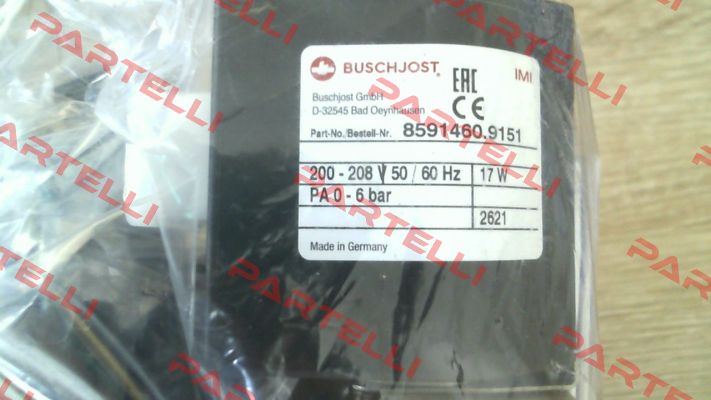 BUSCHJOST®
EAC
IMI
Buschjost GmbH
D-32545 Bad Oeynhausen
CE
Part-No./Bestell-Nr. 8591460.9151
200 - 208 V 50 / 60 Hz 17 W
PA 0 - 6 bar
2621
Made in Germany
PARTELLI
PARTELLI
PARTELLI
PARTELLI
PARTELLI
PARTELLI
PARTELLI